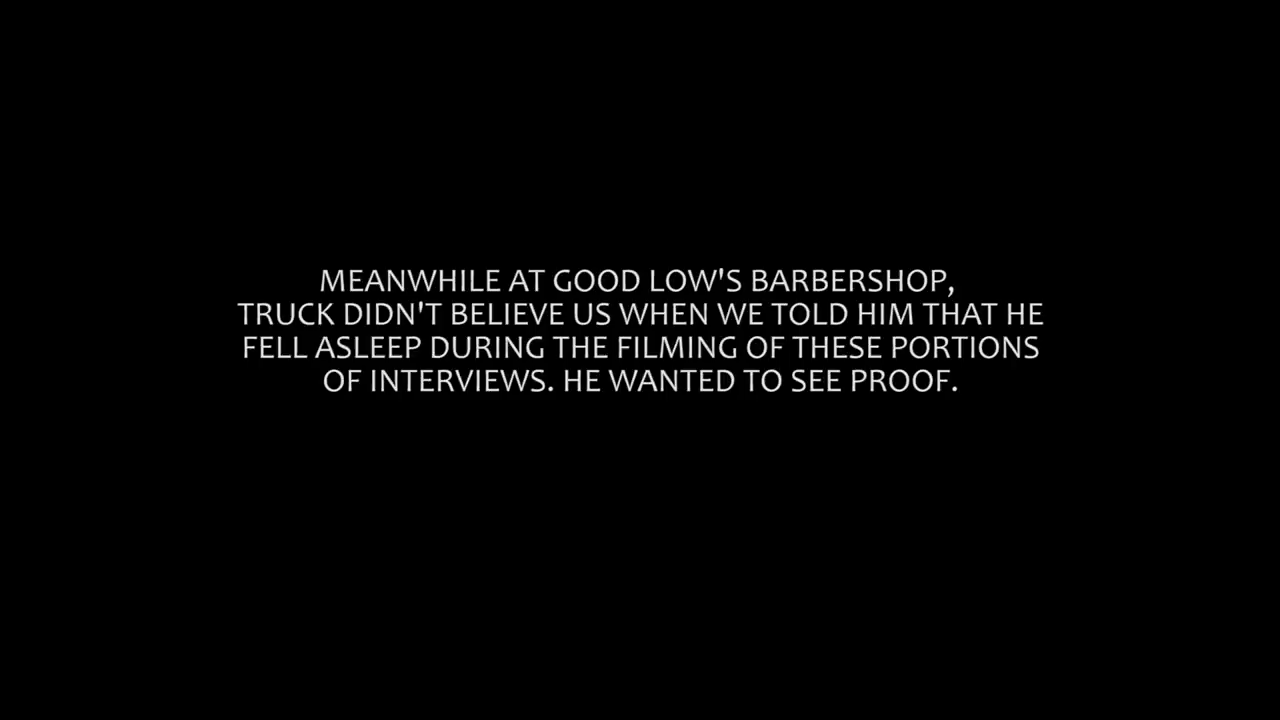 MEANWHILE AT GOOD LOW'S BARBERSHOP,
TRUCK DIDN'T BELIEVE US WHEN WE TOLD HIM THAT HE
FELL ASLEEP DURING THE FILMING OF THESE PORTIONS
OF INTERVIEWS. HE WANTED TO SEE PROOF.